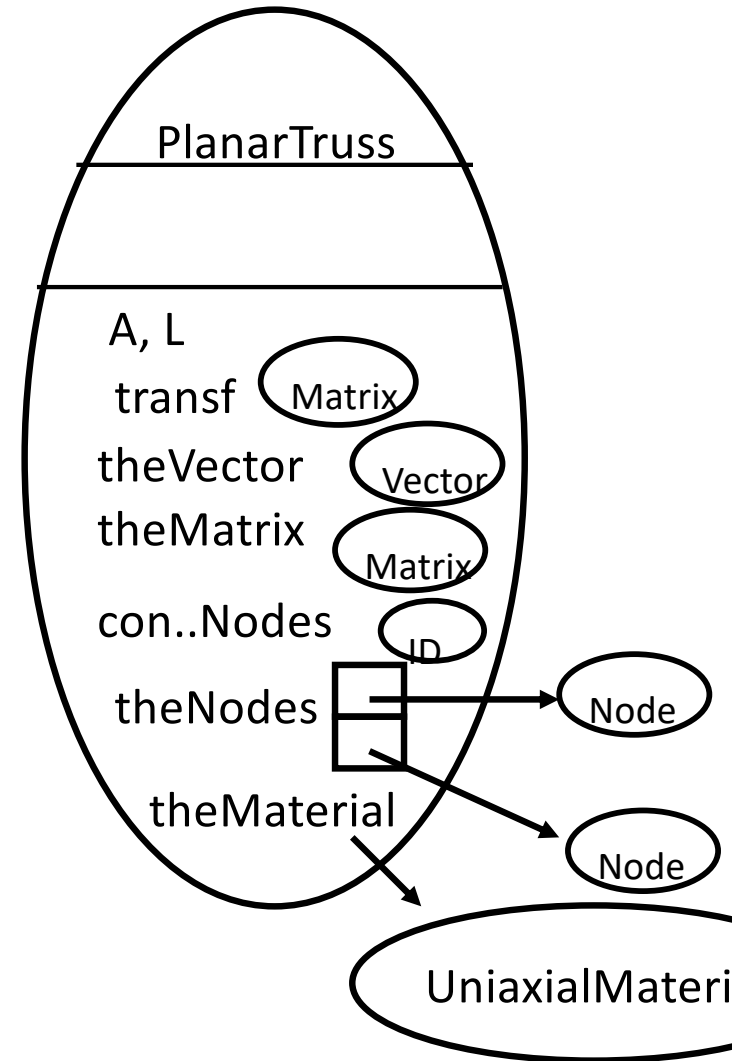 PlanarTruss
A, L
transf Matrix
theVector Vector
theMatrix Matrix
con..Nodes ID
theNodes Node
Node
theMaterial
UniaxialMateri